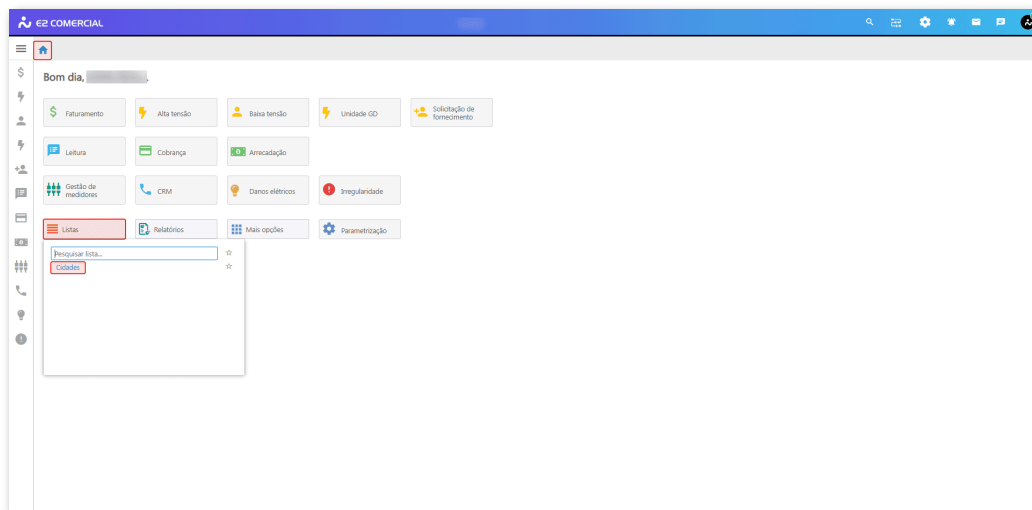 E2 COMERCIAL
Bom dia,
Faturamento
Alta tensão
Baixa tensão
Unidade GD
Solicitação de
fornecimento
Leitura
Cobrança
Arrecadação
Gestão de
medidores
CRM
Danos elétricos
Irregularidade
Listas
Relatórios
Mais opções
Parametrização
Pesquisar lista...
Cidades